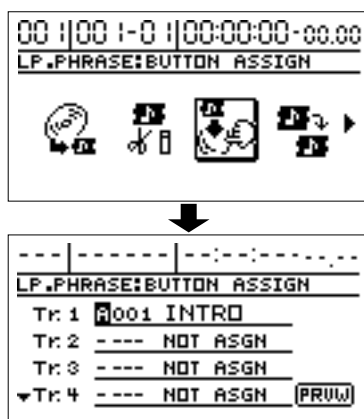 001|001-01|00:00:00-00.00
LP.PHRASE:BUTTON ASSIGN
---|------|--:--:-----.--
LP.PHRASE:BUTTON ASSIGN
Tr. 1 A001 INTRO
Tr. 2 ---- NOT ASGN
Tr. 3 ---- NOT ASGN
Tr. 4 ---- NOT ASGN PRVW